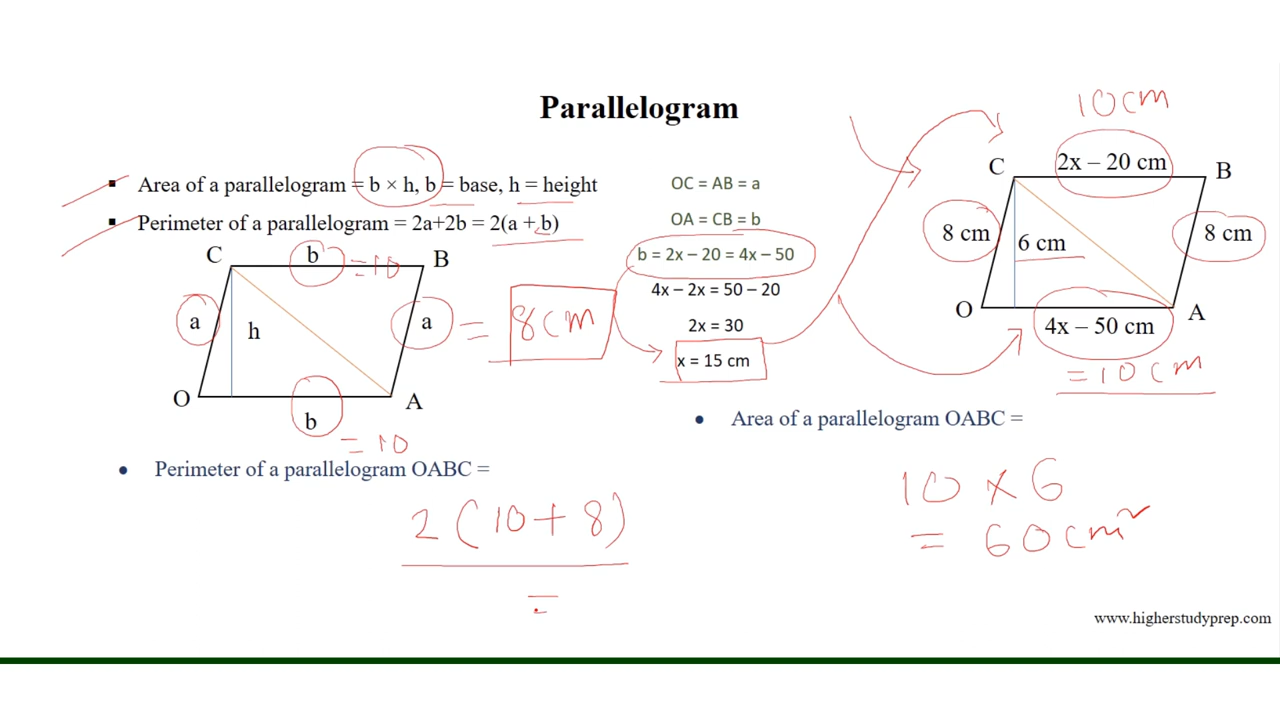 Parallelogram
▪ Area of a parallelogram = b × h, b = base, h = height
▪ Perimeter of a parallelogram = 2a+2b = 2(a + b)
C b = 10 B
a h a = 8 cm
O b A
= 10
OC = AB = a
OA = CB = b
b = 2x – 20 = 4x – 50
4x – 2x = 50 – 20
2x = 30
x = 15 cm
10 cm
C 2x – 20 cm B
8 cm 6 cm 8 cm
O 4x – 50 cm A
= 10 cm
• Perimeter of a parallelogram OABC =
2 (10 + 8)
=
• Area of a parallelogram OABC =
10 × 6
= 60 cm²
www.higherstudyprep.com